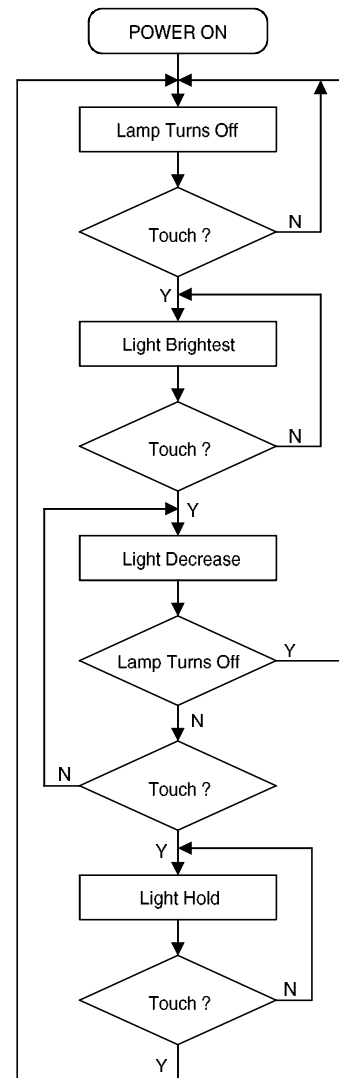 POWER ON
Lamp Turns Off
Touch ?
N
Y
Light Brightest
Touch ?
N
Y
Light Decrease
Lamp Turns Off
Y
N
Touch ?
N
Y
Light Hold
Touch ?
N
Y